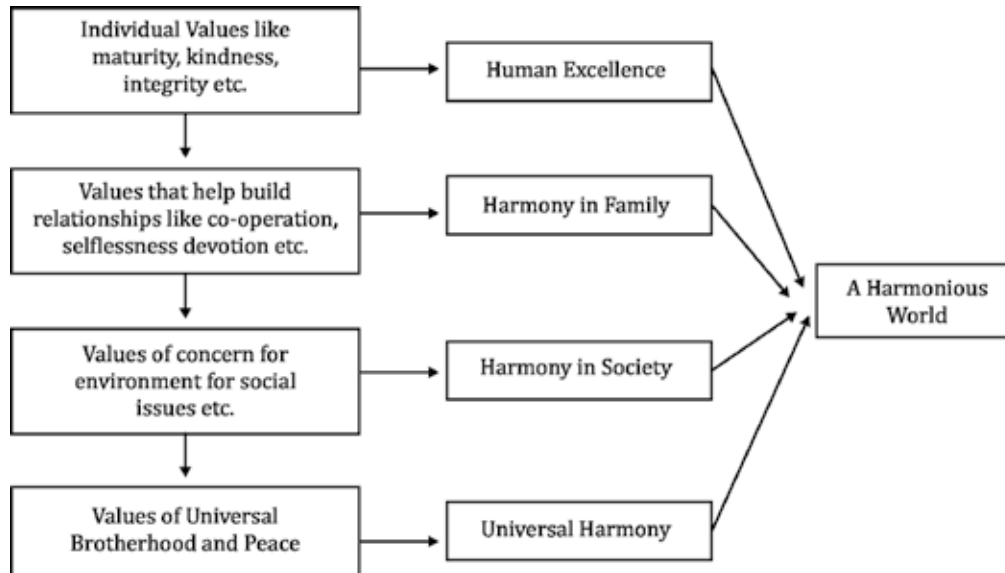 Individual Values like
maturity, kindness,
integrity etc.
Human Excellence
Values that help build
relationships like co-operation,
selflessness devotion etc.
Harmony in Family
A Harmonious
World
Values of concern for
environment for social
issues etc.
Harmony in Society
Values of Universal
Brotherhood and Peace
Universal Harmony